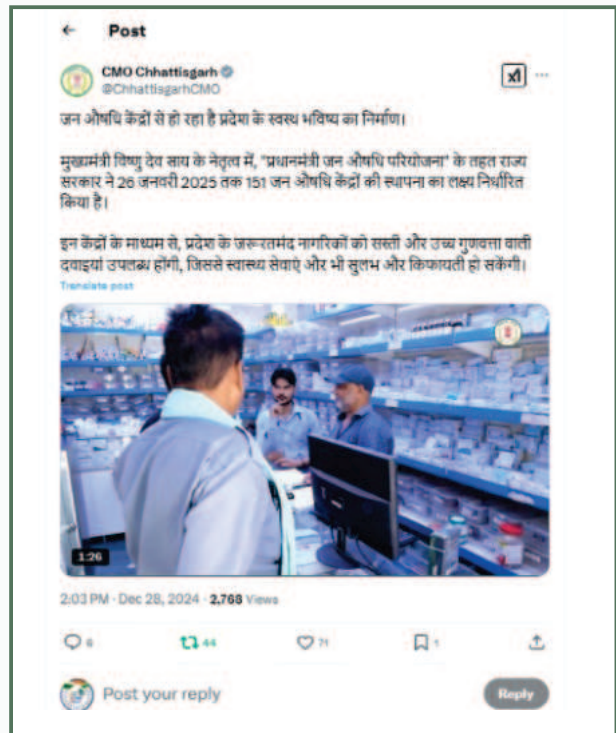 Post
CMO Chhattisgarh
@ChhattisgarhCMO
जन औषधि केंद्रों से हो रहा है प्रदेश के स्वस्थ भविष्य का निर्माण।
मुख्यमंत्री विष्णु देव साय के नेतृत्व में, "प्रधानमंत्री जन औषधि परियोजना" के तहत राज्य
सरकार ने 26 जनवरी 2025 तक 151 जन औषधि केंद्रों की स्थापना का लक्ष्य निर्धारित
किया है।
इन केंद्रों के माध्यम से, प्रदेश के जरूरतमंद नागरिकों को सस्ती और उच्च गुणवत्ता वाली
दवाइयां उपलब्ध होंगी, जिससे स्वास्थ्य सेवाएं और भी सुलभ और किफायती हो सकेंगी।
Translate post
1:26
2:03 PM · Dec 28, 2024 · 2,768 Views
6 44 71 1
Post your reply
Reply